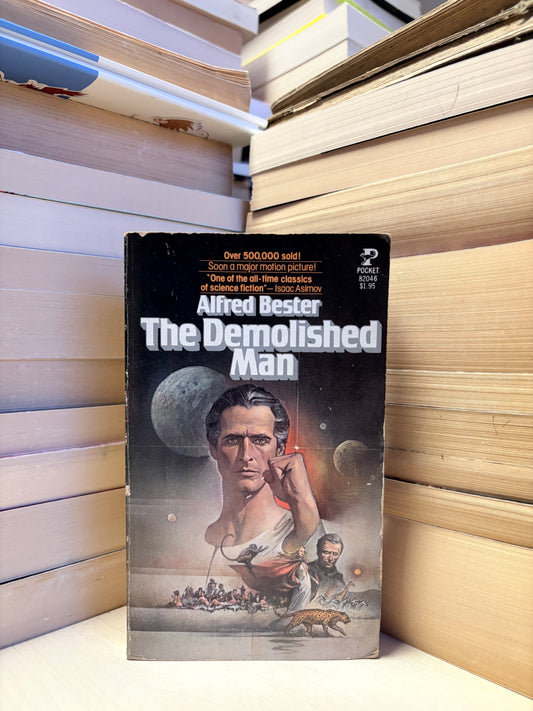 Over 500,000 sold!
Soon a major motion picture!
"One of the all-time classics
of science fiction"—Isaac Asimov
POCKET
82046
$1.95
Alfred Bester
The Demolished
Man